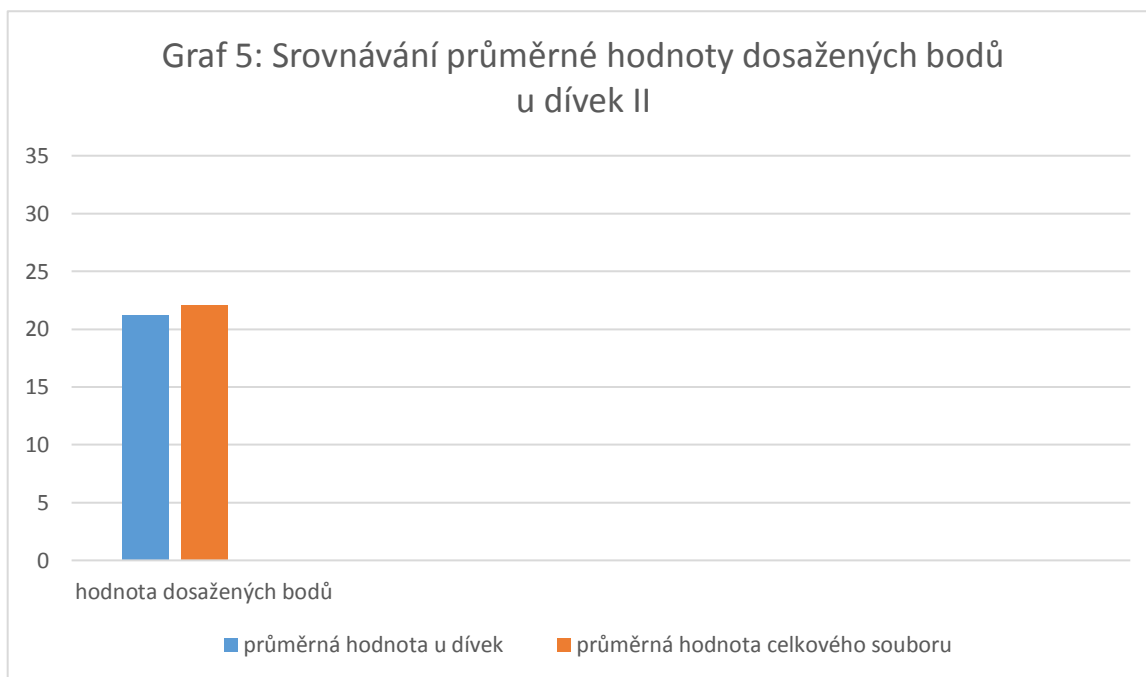 Graf 5: Srovnávání průměrné hodnoty dosažených bodů
u dívek II
35
30
25
20
15
10
5
0
hodnota dosažených bodů
průměrná hodnota u dívek
průměrná hodnota celkového souboru